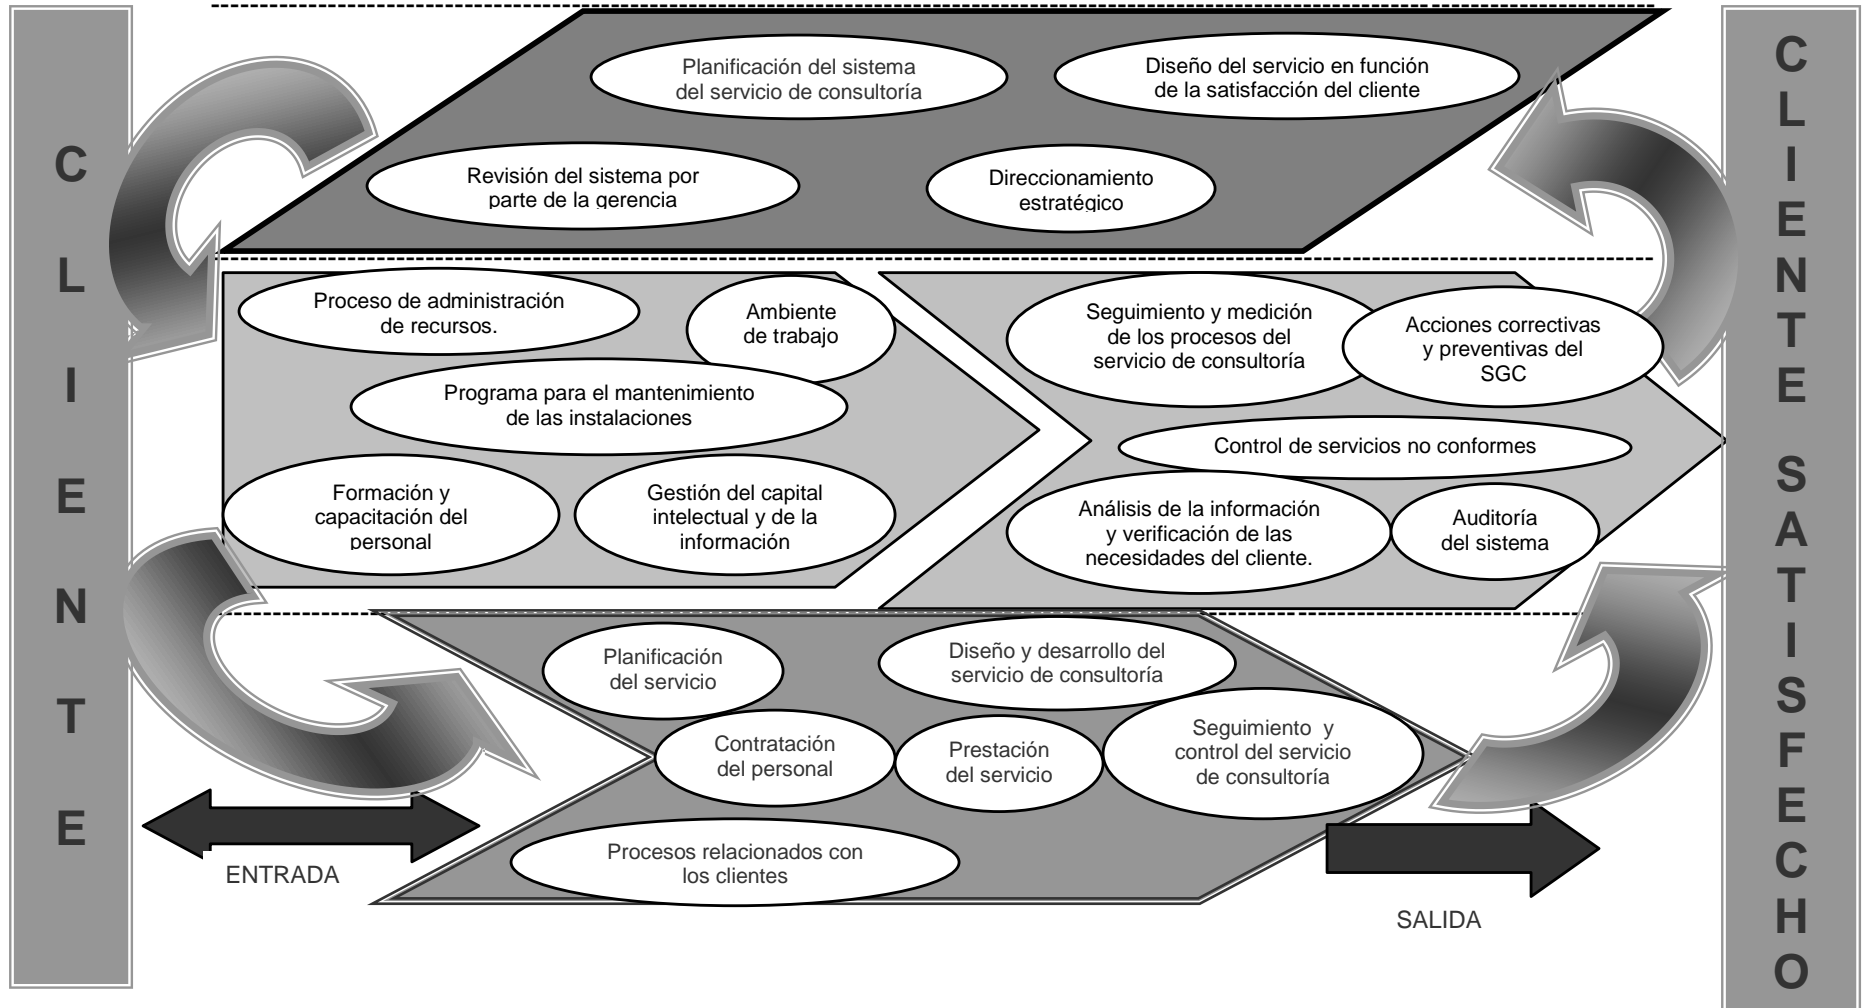 CLIENTE
Planificación del sistema
del servicio de consultoría
Diseño del servicio en función
de la satisfacción del cliente
Revisión del sistema por
parte de la gerencia
Direccionamiento
estratégico
Proceso de administración
de recursos.
Ambiente
de trabajo
Programa para el mantenimiento
de las instalaciones
Formación y
capacitación del
personal
Gestión del capital
intelectual y de la
información
Seguimiento y medición
de los procesos del
servicio de consultoría
Acciones correctivas
y preventivas del
SGC
Control de servicios no conformes
Análisis de la información
y verificación de las
necesidades del cliente.
Auditoría
del sistema
Planificación
del servicio
Diseño y desarrollo del
servicio de consultoría
Contratación
del personal
Prestación
del servicio
Seguimiento y
control del servicio
de consultoría
Procesos relacionados con
los clientes
ENTRADA
SALIDA
CLIENTE SATISFECHO